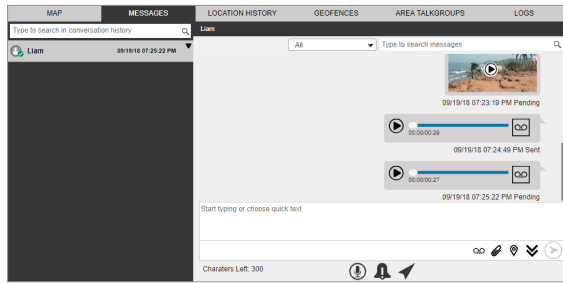 MAP MESSAGES LOCATION HISTORY GEOFENCES AREA TALKGROUPS LOGS
Type to search in conversation history
Liam 09/19/18 07:25:22 PM
Liam
All Type to search messages
09/19/18 07:23:19 PM Pending
00:00/00:29
09/19/18 07:24:49 PM Sent
00:00/00:27
09/19/18 07:25:22 PM Pending
Start typing or choose quick text
Charaters Left: 300